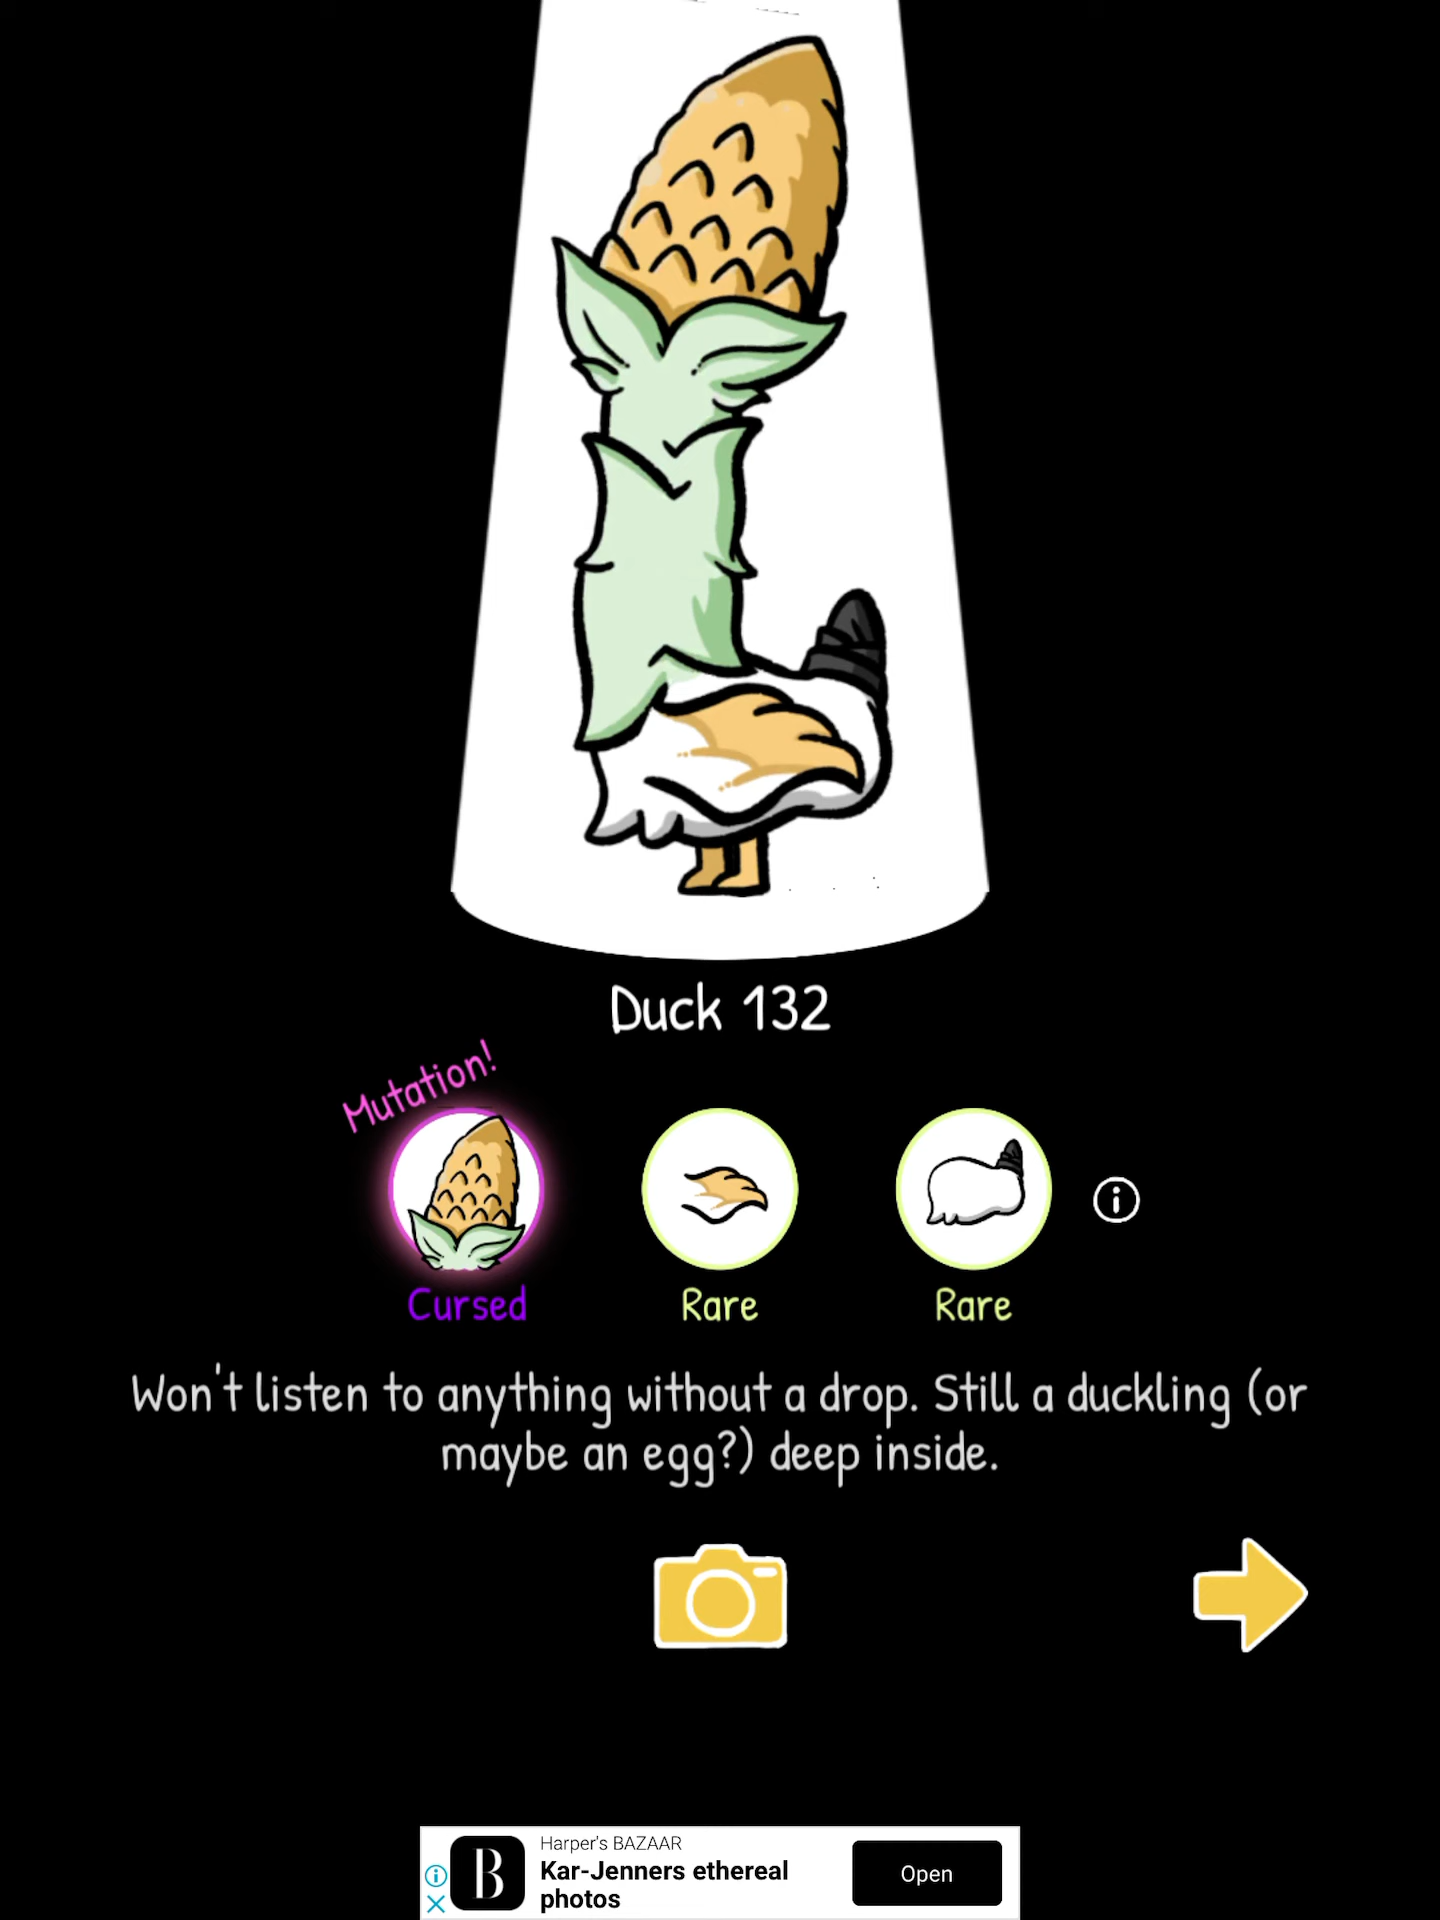 Duck 132
Mutation!
Cursed
Rare
Rare
Won't listen to anything without a drop. Still a duckling (or
maybe an egg?) deep inside.
B
Harper's BAZAAR
Kar-Jenners ethereal
photos
Open